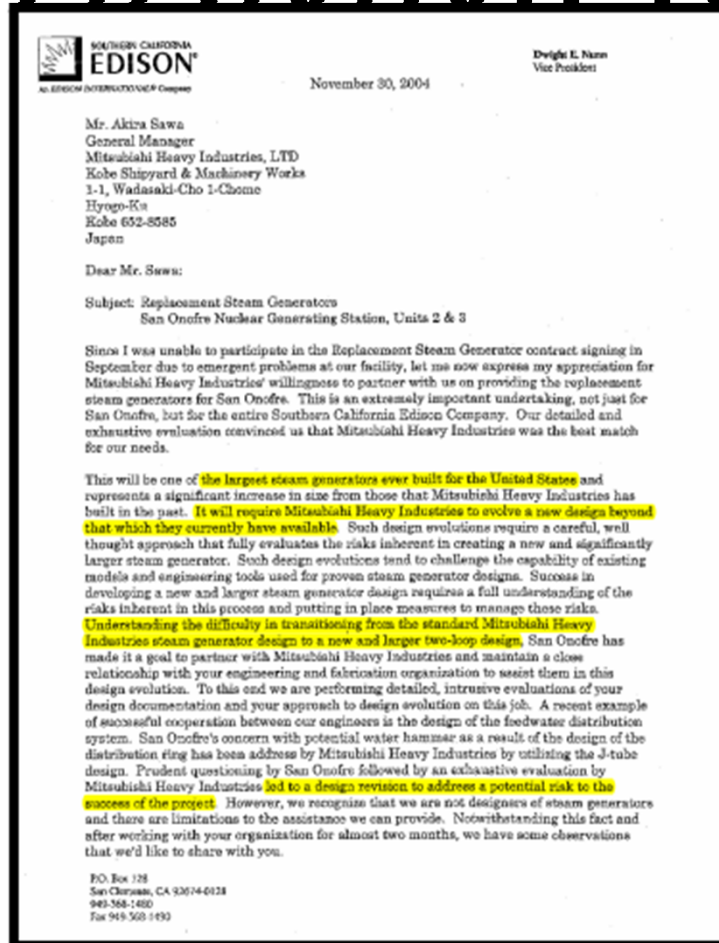 SOUTHERN CALIFORNIA
EDISON®
An EDISON INTERNATIONAL® Company
Dwight E. Nunn
Vice President
November 30, 2004
Mr. Akira Sawa
General Manager
Mitsubishi Heavy Industries, LTD
Kobe Shipyard & Machinery Works
1-1, Wadasaki-Cho 1-Chome
Hyogo-Ku
Kobe 652-8585
Japan
Dear Mr. Sawa:
Subject: Replacement Steam Generators
San Onofre Nuclear Generating Station, Units 2 & 3
Since I was unable to participate in the Replacement Steam Generator contract signing in
September due to emergent problems at our facility, let me now express my appreciation for
Mitsubishi Heavy Industries' willingness to partner with us on providing the replacement
steam generators for San Onofre. This is an extremely important undertaking, not just for
San Onofre, but for the entire Southern California Edison Company. Our detailed and
exhaustive evaluation convinced us that Mitsubishi Heavy Industries was the best match
for our needs.
This will be one of the largest steam generators ever built for the United States and
represents a significant increase in size from those that Mitsubishi Heavy Industries has
built in the past. It will require Mitsubishi Heavy Industries to evolve a new design beyond
that which they currently have available. Such design evolutions require a careful, well
thought approach that fully evaluates the risks inherent in creating a new and significantly
larger steam generator. Such design evolutions tend to challenge the capability of existing
models and engineering tools used for proven steam generator designs. Success in
developing a new and larger steam generator design requires a full understanding of the
risks inherent in this process and putting in place measures to manage these risks.
Understanding the difficulty in transitioning from the standard Mitsubishi Heavy
Industries steam generator design to a new and larger two-loop design, San Onofre has
made it a goal to partner with Mitsubishi Heavy Industries and maintain a close
relationship with your engineering and fabrication organization to assist them in this
design evolution. To this end we are performing detailed, intrusive evaluations of your
design documentation and your approach to design evolution on this job. A recent example
of successful cooperation between our engineers is the design of the feedwater distribution
system. San Onofre's concern with potential water hammer as a result of the design of the
distribution ring has been address by Mitsubishi Heavy Industries by utilizing the J-tube
design. Prudent questioning by San Onofre followed by an exhaustive evaluation by
Mitsubishi Heavy Industries led to a design revision to address a potential risk to the
success of the project. However, we recognize that we are not designers of steam generators
and there are limitations to the assistance we can provide. Notwithstanding this fact and
after working with your organization for almost two months, we have some observations
that we'd like to share with you.
P.O. Box 128
San Clemente, CA 92674-0128
949-368-1480
Fax 949-368-1490